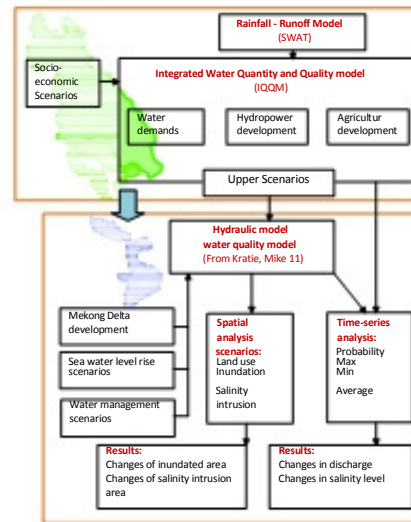 Rainfall - Runoff Model
(SWAT)
Socio-
economic
Scenarios
Integrated Water Quantity and Quality model
(IQQM)
Water
demands
Hydropower
development
Agricultur
development
Upper Scenarios
Hydraulic model
water quality model
(From Kratie, Mike 11)
Mekong Delta
development
Sea water level rise
scenarios
Water management
scenarios
Spatial
analysis
scenarios:
Land use
Inundation
Salinity
intrusion
Time-series
analysis:
Probability
Max
Min
Average
Results:
Changes of inundated area
Changes of salinity intrusion
area
Results:
Changes in discharge
Changes in salinity level